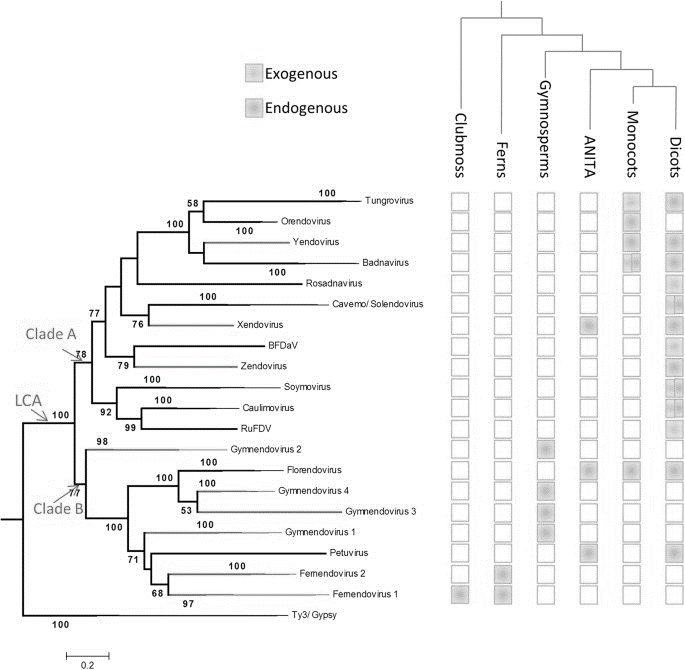 Exogenous
Endogenous
Clubmoss
Ferns
Gymnosperms
ANITA
Monocots
Dicots
100
58
Tungrovirus
100
Orendovirus
100
Yendovirus
Badnavirus
100
Rosadnavirus
77
100
Cavemo/ Solendovirus
76
Xendovirus
Clade A
78
BFDaV
79
Zendovirus
100
Soymovirus
LCA
92
100
Caulimovirus
100
99
RuFDV
98
Gymnendovirus 2
77
100
Florendovirus
100
Gymnendovirus 4
Clade B
53
Gymnendovirus 3
100
100
Gymnendovirus 1
71
Petuvirus
100
Fernendovirus 2
68
97
Fernendovirus 1
100
Ty3/ Gypsy
0.2